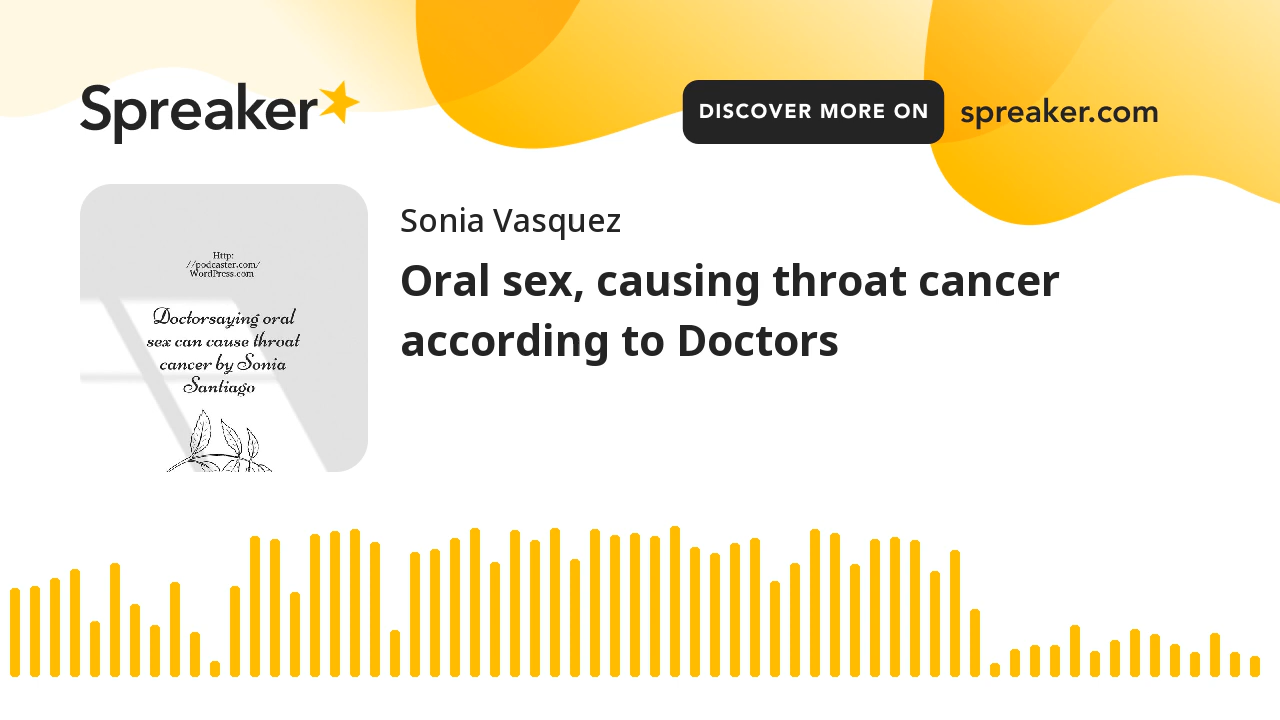 Spreaker
DISCOVER MORE ON
spreaker.com
Sonia Vasquez
Oral sex, causing throat cancer
according to Doctors
Http:
//podcaster.com/
WordPress.com
Doctorsaying oral
sex can cause throat
cancer by Sonia
Santiago